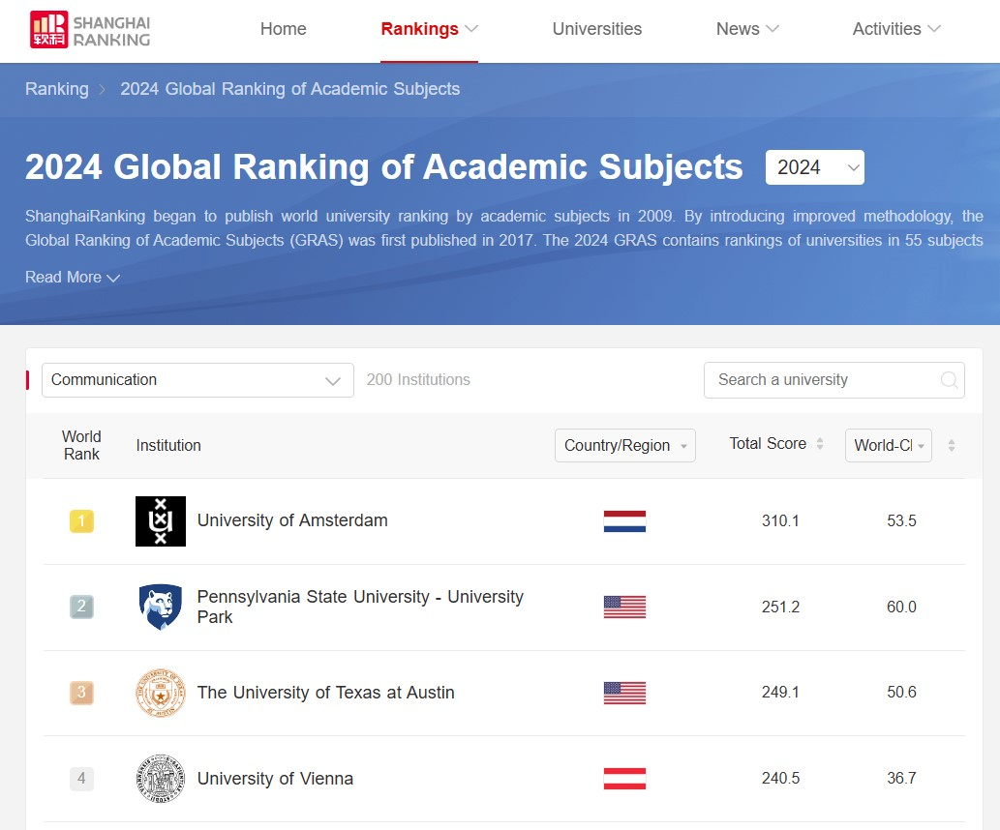 软科 SHANGHAI
RANKING
Home
Rankings
Universities
News
Activities
Ranking
2024 Global Ranking of Academic Subjects
2024 Global Ranking of Academic Subjects
2024
ShanghaiRanking began to publish world university ranking by academic subjects in 2009. By introducing improved methodology, the
Global Ranking of Academic Subjects (GRAS) was first published in 2017. The 2024 GRAS contains rankings of universities in 55 subjects
Read More
Communication
200 Institutions
Search a university
World
Rank
Institution
Country/Region
Total Score
World-Cl
1
University of Amsterdam
310.1
53.5
2
Pennsylvania State University - University
Park
251.2
60.0
3
The University of Texas at Austin
249.1
50.6
4
University of Vienna
240.5
36.7